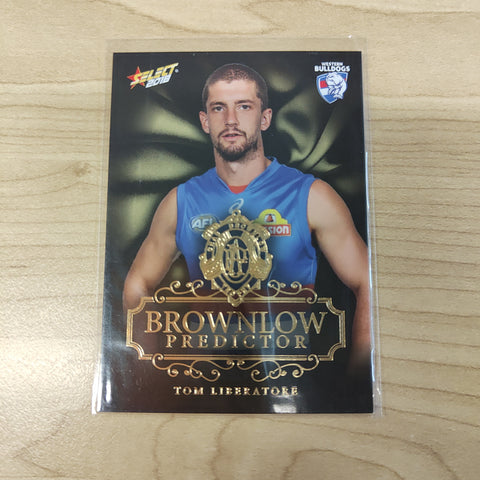 SELECT
2018
WESTERN
BULLDOGS
AFL
BROWNLOW
PREDICTOR
TOM LIBERATORE